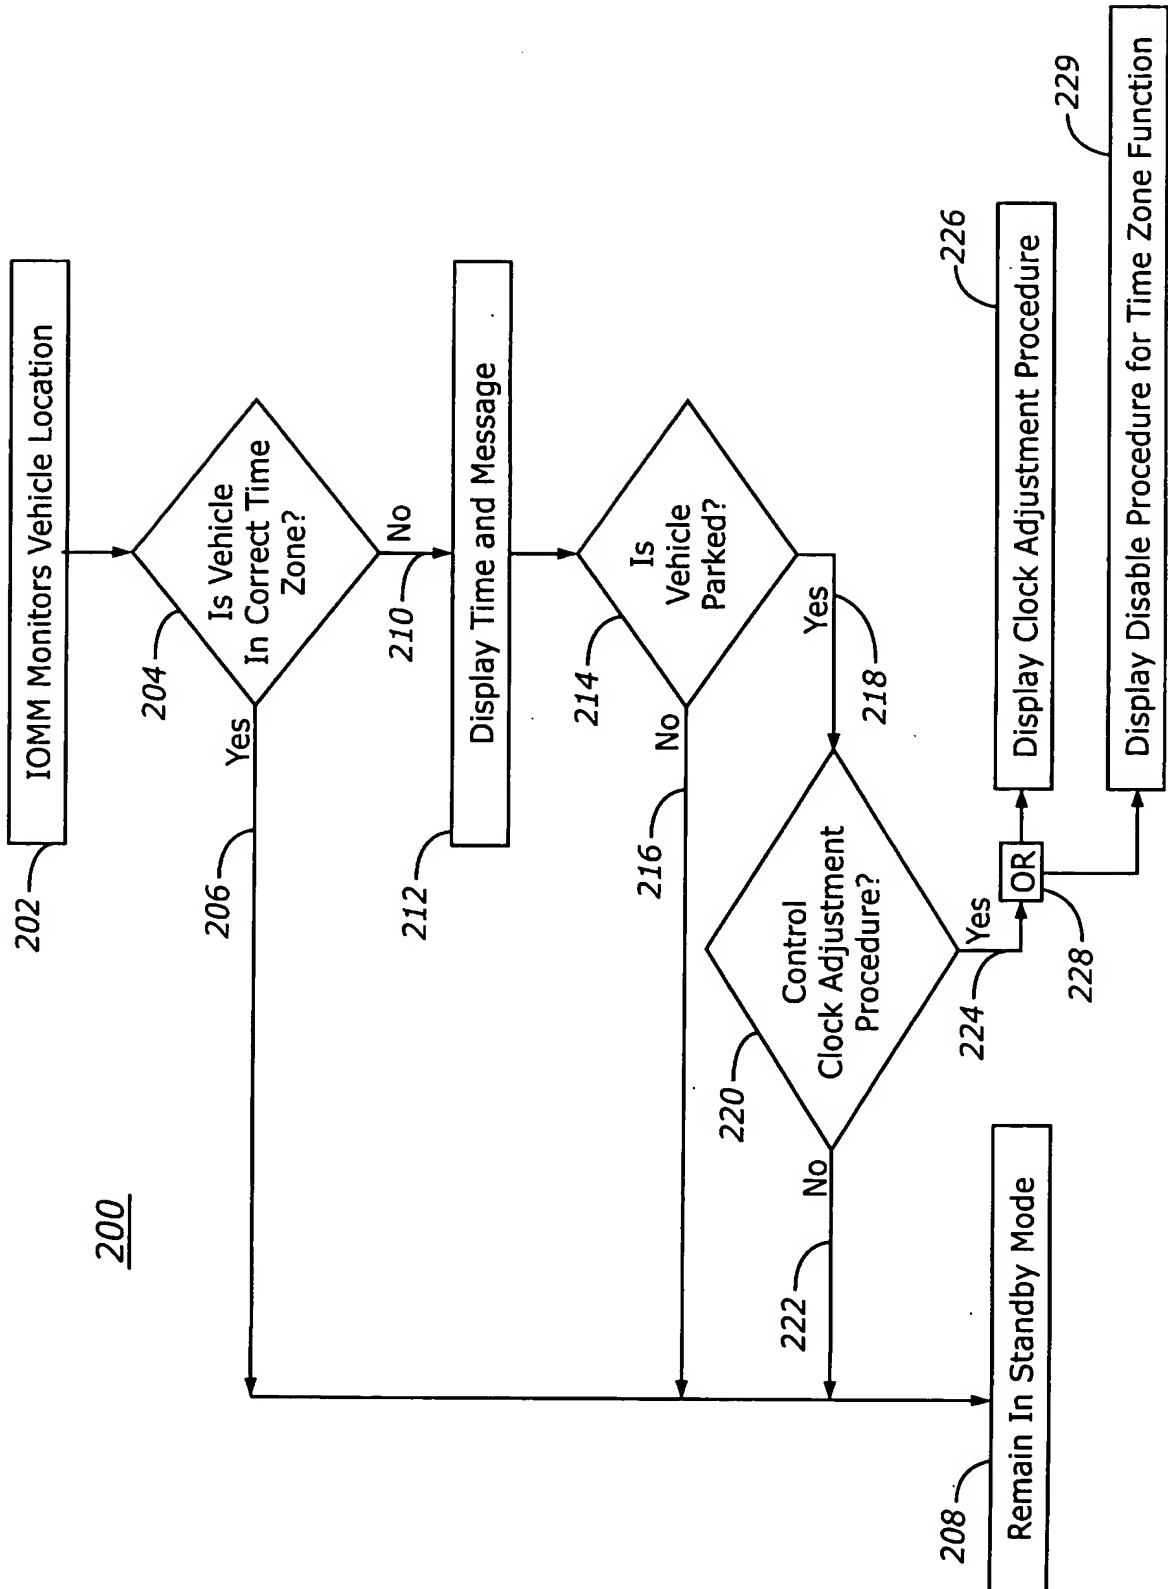 200
202
IOMM Monitors Vehicle Location
204
Is Vehicle
In Correct Time
Zone?
Yes
206
No
210
212
Display Time and Message
214
Is
Vehicle
Parked?
No
216
Yes
218
220
Control
Clock Adjustment
Procedure?
No
222
Yes
224
OR
228
226
Display Clock Adjustment Procedure
229
Display Disable Procedure for Time Zone Function
208
Remain In Standby Mode